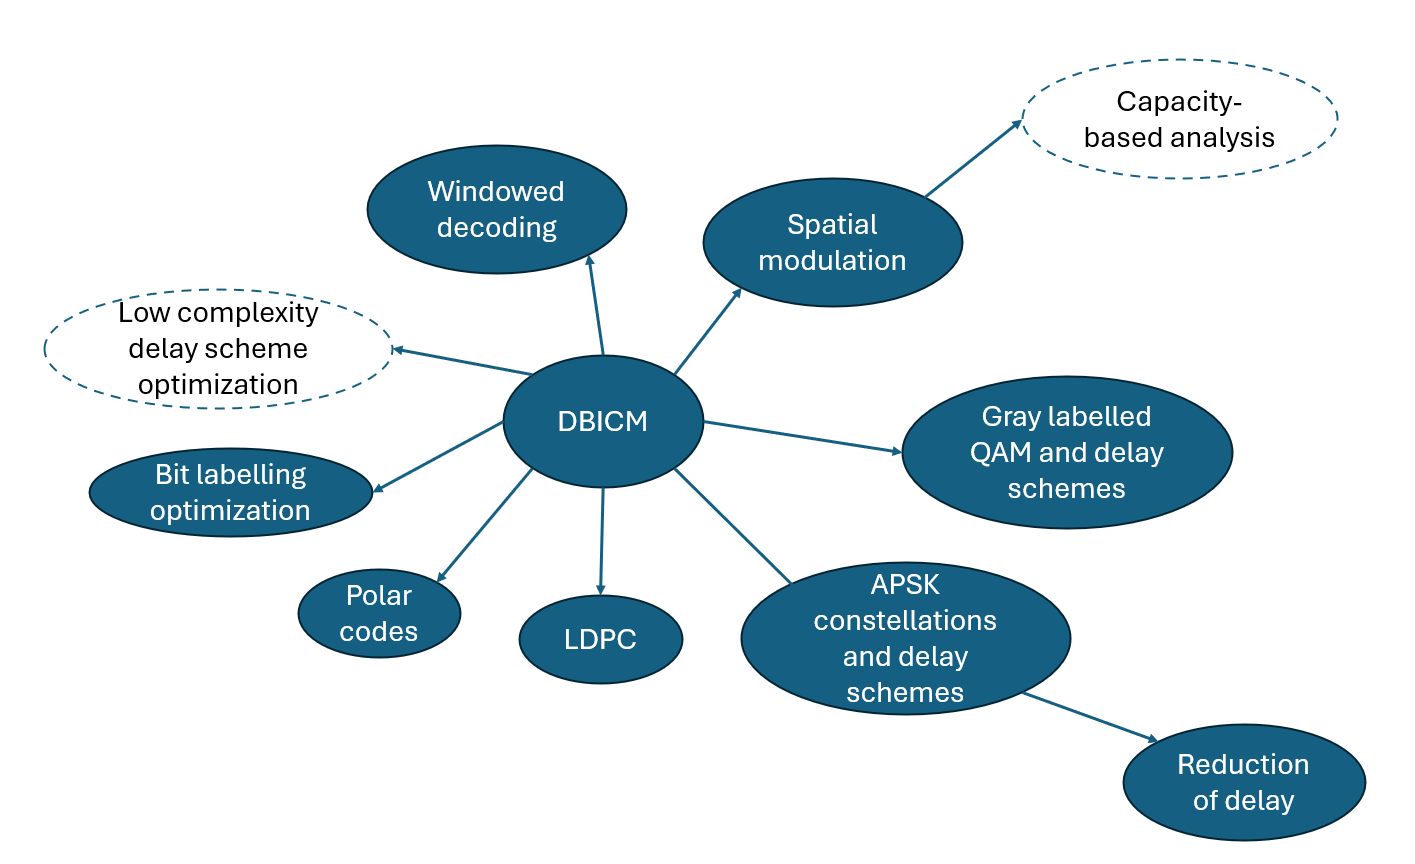 Capacity-
based analysis
Windowed
decoding
Spatial
modulation
Low complexity
delay scheme
optimization
DBICM
Gray labelled
QAM and delay
schemes
Bit labelling
optimization
Polar
codes
LDPC
APSK
constellations
and delay
schemes
Reduction
of delay